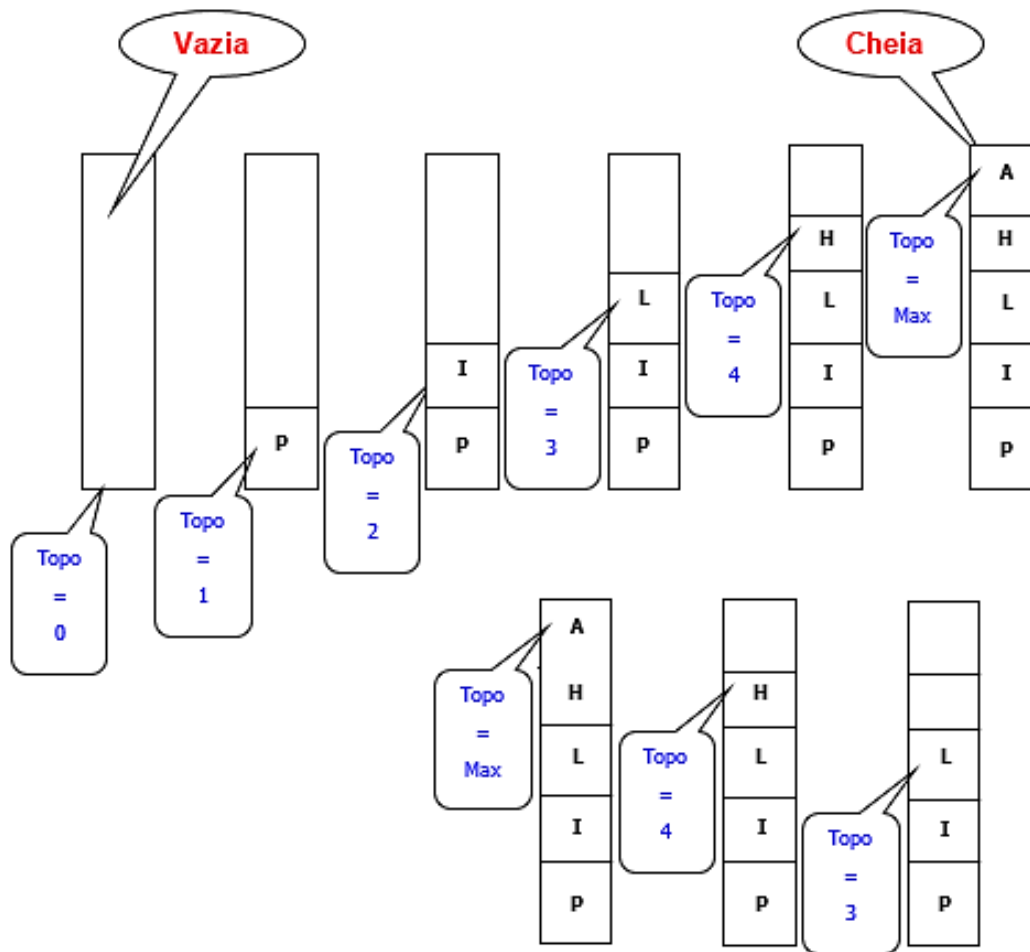 Vazia
Cheia
Topo
=
0
P
Topo
=
1
I
P
Topo
=
2
L
I
P
Topo
=
3
H
L
I
P
Topo
=
4
A
H
L
I
P
Topo
=
Max
A
H
L
I
P
Topo
=
Max
H
L
I
P
Topo
=
4
L
I
P
Topo
=
3